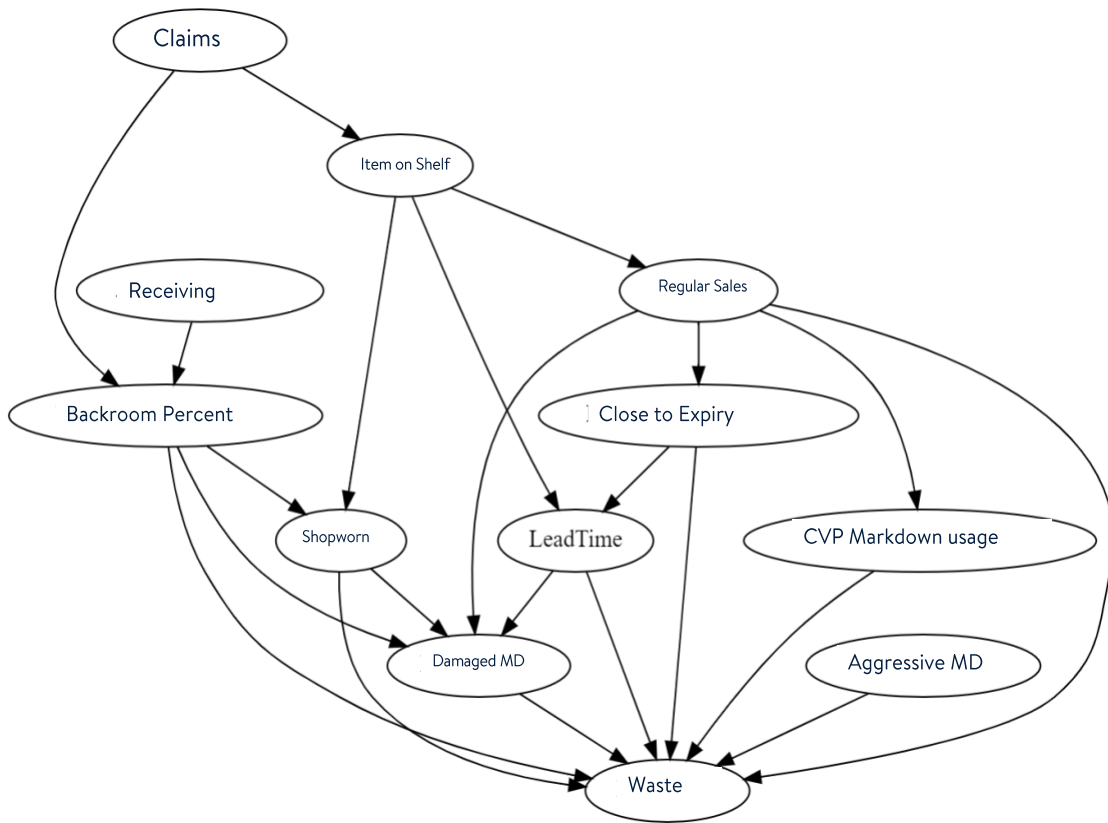 Claims
Item on Shelf
Receiving
Regular Sales
Backroom Percent
Close to Expiry
Shopworn
LeadTime
CVP Markdown usage
Damaged MD
Aggressive MD
Waste